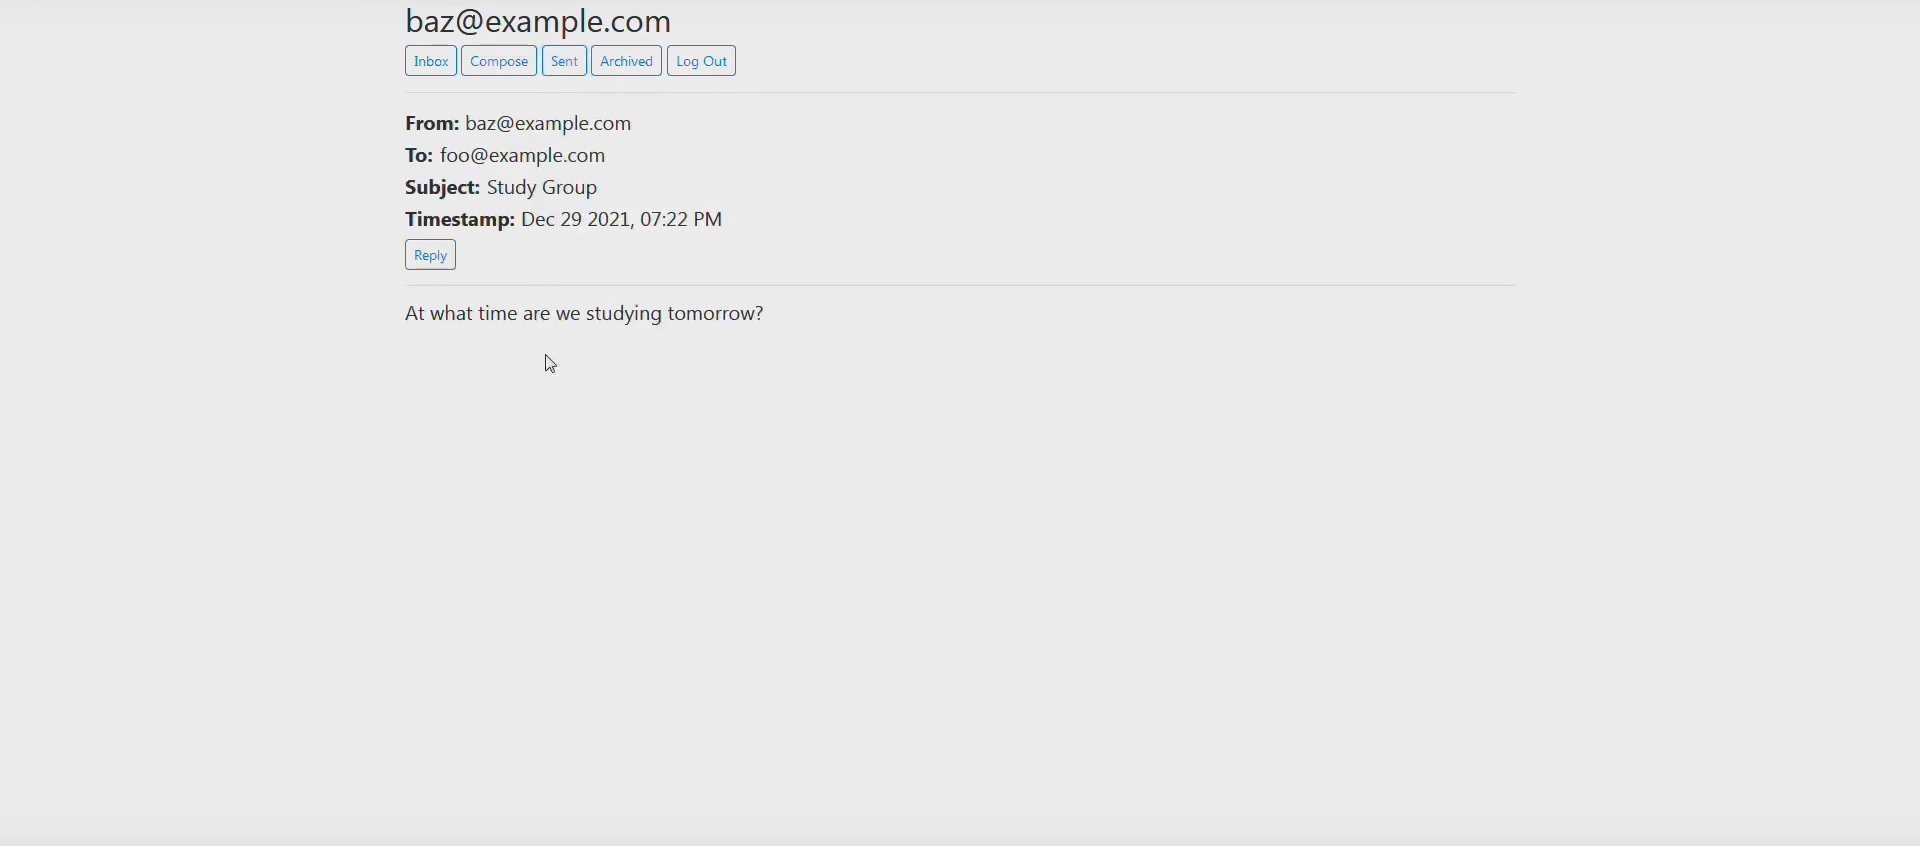 baz@example.com
Inbox Compose Sent Archived Log Out
From: baz@example.com
To: foo@example.com
Subject: Study Group
Timestamp: Dec 29 2021, 07:22 PM
Reply
At what time are we studying tomorrow?